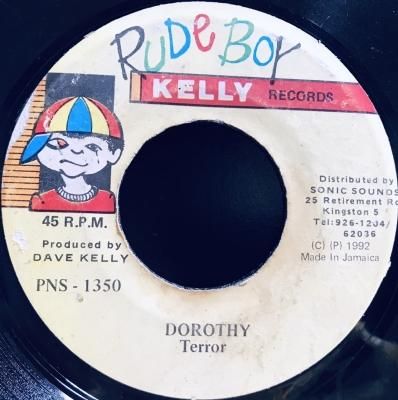 RUDE BOY
KELLY RECORDS
45 R.P.M.
Produced by
DAVE KELLY
PNS - 1350
Distributed by
SONIC SOUNDS
25 Retirement Rd
Kingston 5
Tel:926-1204/
62036
(C) (P) 1992
Made In Jamaica
DOROTHY
Terror